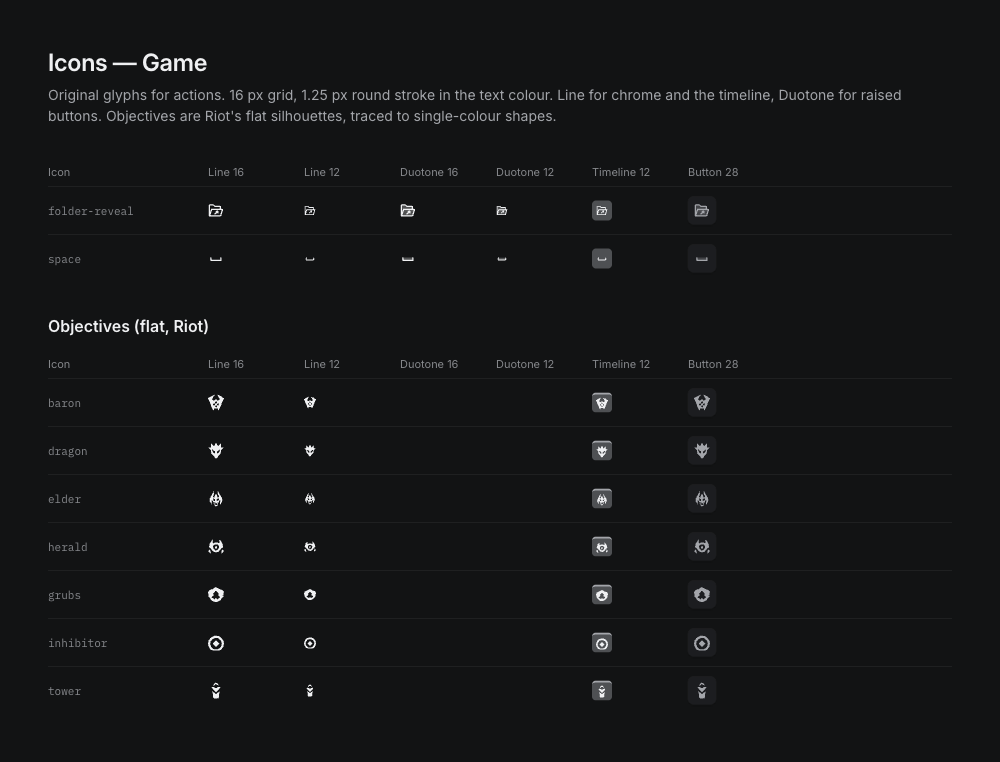 Icons — Game
Original glyphs for actions. 16 px grid, 1.25 px round stroke in the text colour. Line for chrome and the timeline, Duotone for raised
buttons. Objectives are Riot's flat silhouettes, traced to single-colour shapes.
Icon Line 16 Line 12 Duotone 16 Duotone 12 Timeline 12 Button 28
folder-reveal
space
Objectives (flat, Riot)
Icon Line 16 Line 12 Duotone 16 Duotone 12 Timeline 12 Button 28
baron
dragon
elder
herald
grubs
inhibitor
tower